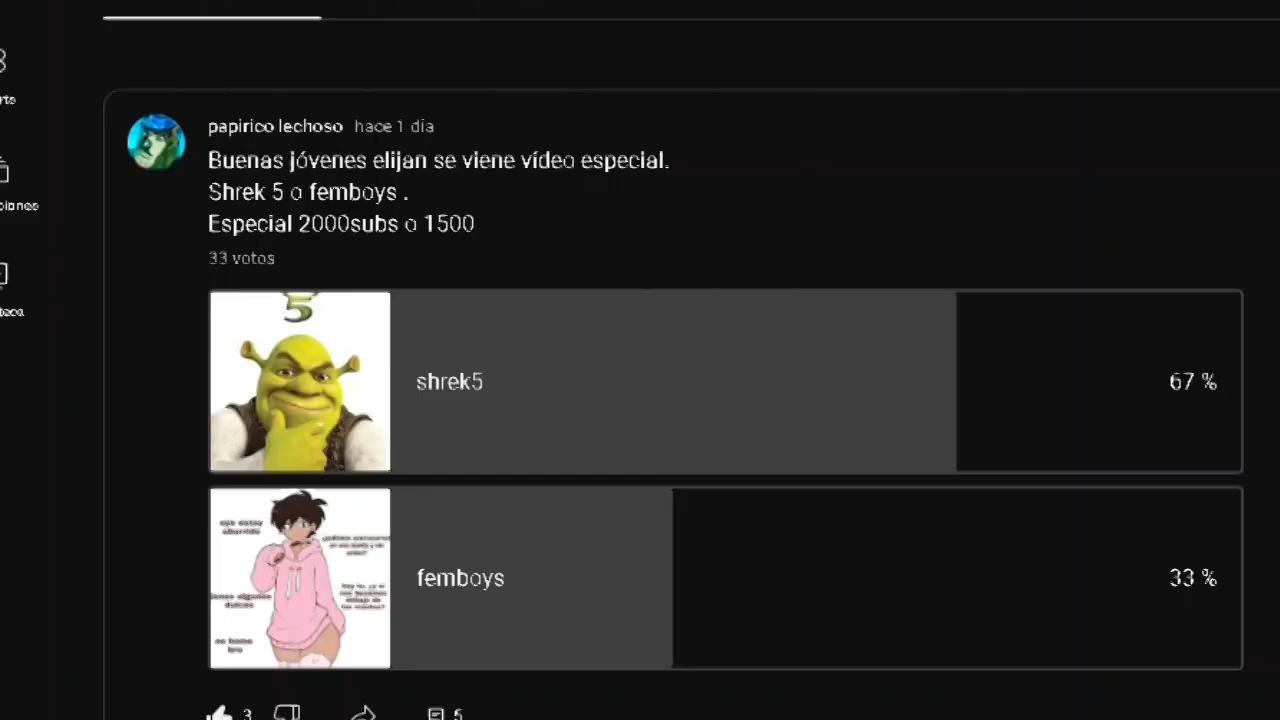 rte
papirico lechoso hace 1 día
Buenas jóvenes elijan se viene vídeo especial.
Shrek 5 o femboys .
Especial 2000subs o 1500
33 votos
5
shrek5
67 %
femboys
33 %
3
5